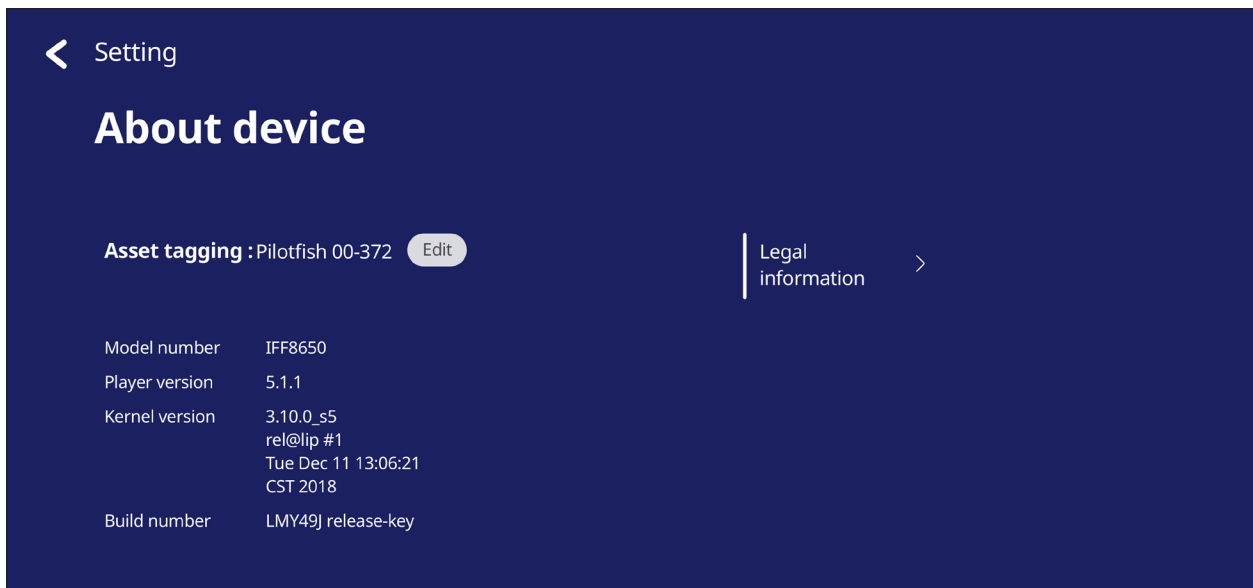 Setting
About device
Asset tagging : Pilotfish 00-372 Edit
Legal
information
Model number IFF8650
Player version 5.1.1
Kernel version 3.10.0_s5
rel@lip #1
Tue Dec 11 13:06:21
CST 2018
Build number LMY49J release-key